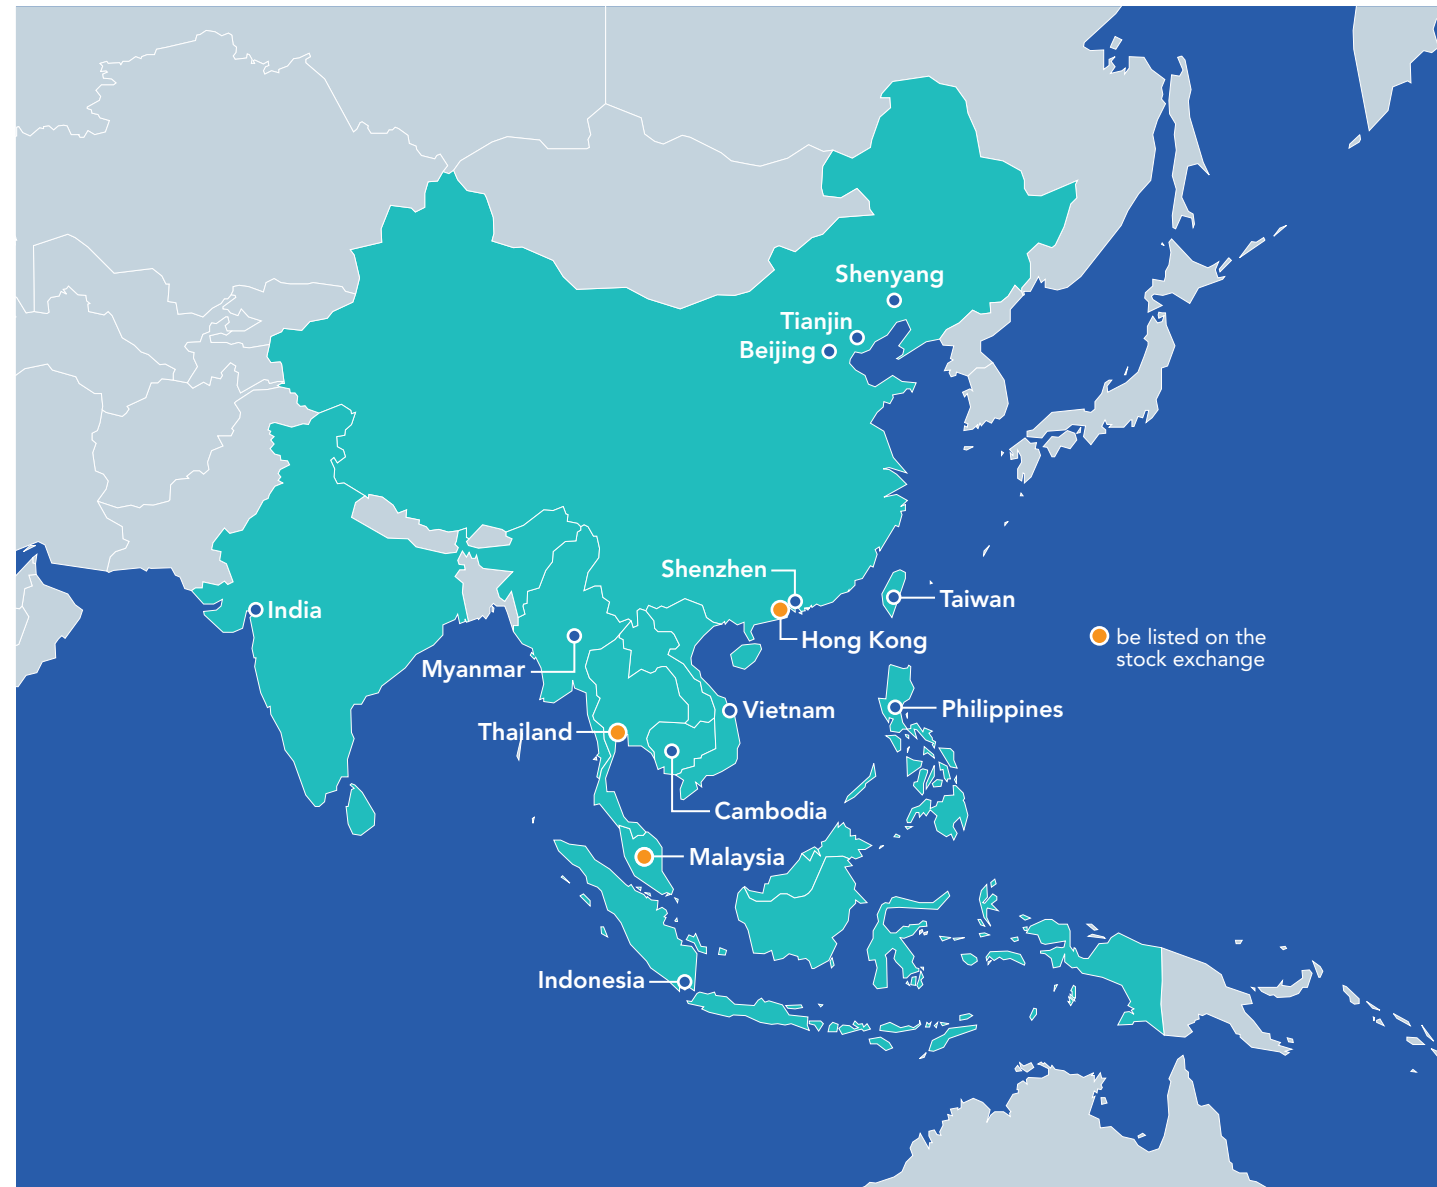 Shenyang
Tianjin
Beijing
Shenzhen
Taiwan
India
Hong Kong
be listed on the
stock exchange
Myanmar
Vietnam
Philippines
Thailand
Cambodia
Malaysia
Indonesia